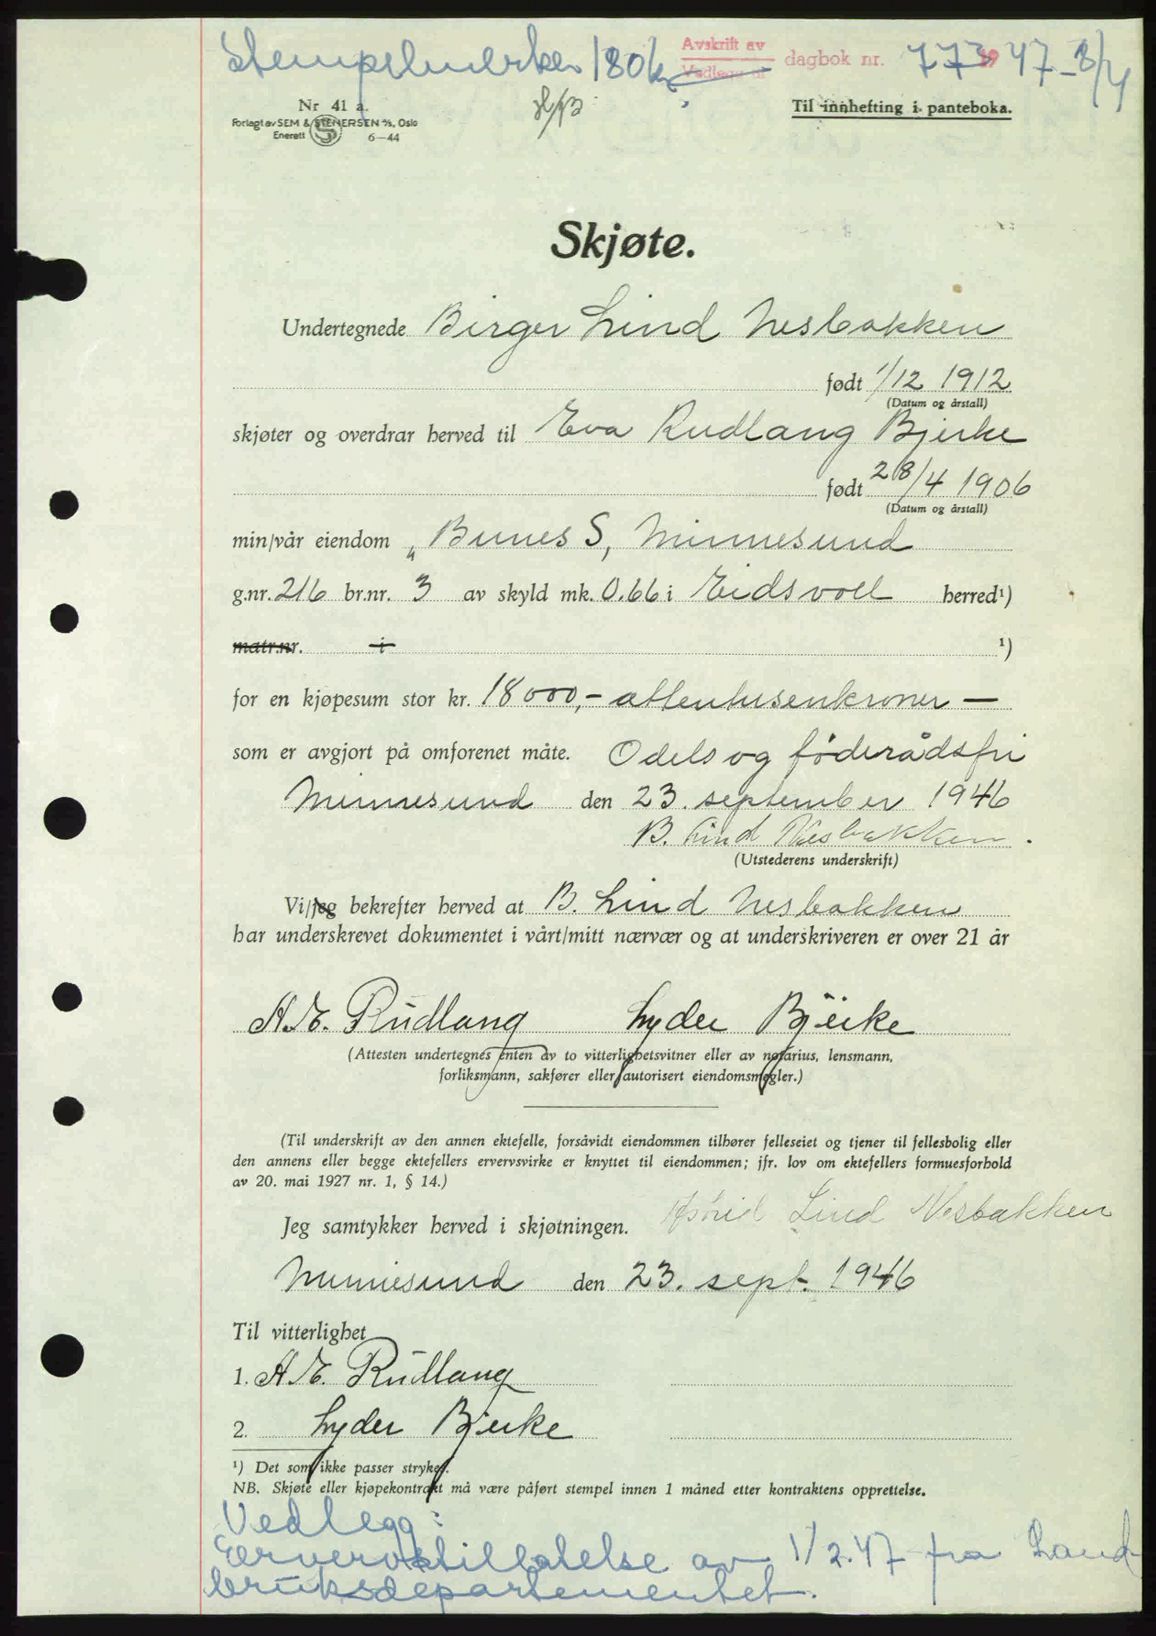 Stempelmerker 180 kr
Avskrift av
Vedlegg til
dagbok nr. 773 19 47 - 3/4
Nr 41 a.
Forlagt av SEM & STENERSEN A/S, Oslo
Enerett S 6—44
Til innhefting i panteboka.
Skjøte.
Undertegnede Birger Lind Nesbakken
født 1/12 1912
(Datum og årstall)
skjøter og overdrar herved til Eva Rudlang Bjerke
født 28/4 1906
(Datum og årstall)
min/vår eiendom „Bunes S, Minnesund
g.nr. 216 br.nr. 3 av skyld mk. 0.66 i Eidsvoll herred¹)
matr.nr. i ¹)
for en kjøpesum stor kr. 18000,- attentusenkroner —
som er avgjort på omforenet måte. Odels og föderådsfri
Minnesund den 23. september 1946
B. Lind Nesbakken.
(Utstederens underskrift)
Vi/jeg bekrefter herved at B. Lind Nesbakken
har underskrevet dokumentet i vårt/mitt nærvær og at underskriveren er over 21 år
H.E. Rudlang Lyder Bjerke
(Attesten undertegnes enten av to vitterlighetsvitner eller av notarius, lensmann,
forliksmann, sakfører eller autorisert eiendomsmegler.)
(Til underskrift av den annen ektefelle, forsåvidt eiendommen tilhører felleseiet og tjener til fellesbolig eller
den annens eller begge ektefellers ervervsvirke er knyttet til eiendommen; jfr. lov om ektefellers formuesforhold
av 20. mai 1927 nr. 1, § 14.)
Jeg samtykker herved i skjøtningen. Lind Nesbakken
Minnesund den 23. sept. 1946
Til vitterlighet
1. H.E. Rudlang
2. Lyder Bjerke
¹) Det som ikke passer strykes.
NB. Skjøte eller kjøpekontrakt må være påført stempel innen 1 måned etter kontraktens opprettelse.
Vedlegg:
Ervervstillatelse av 1/2.47 fra Land-
bruksdepartementet.